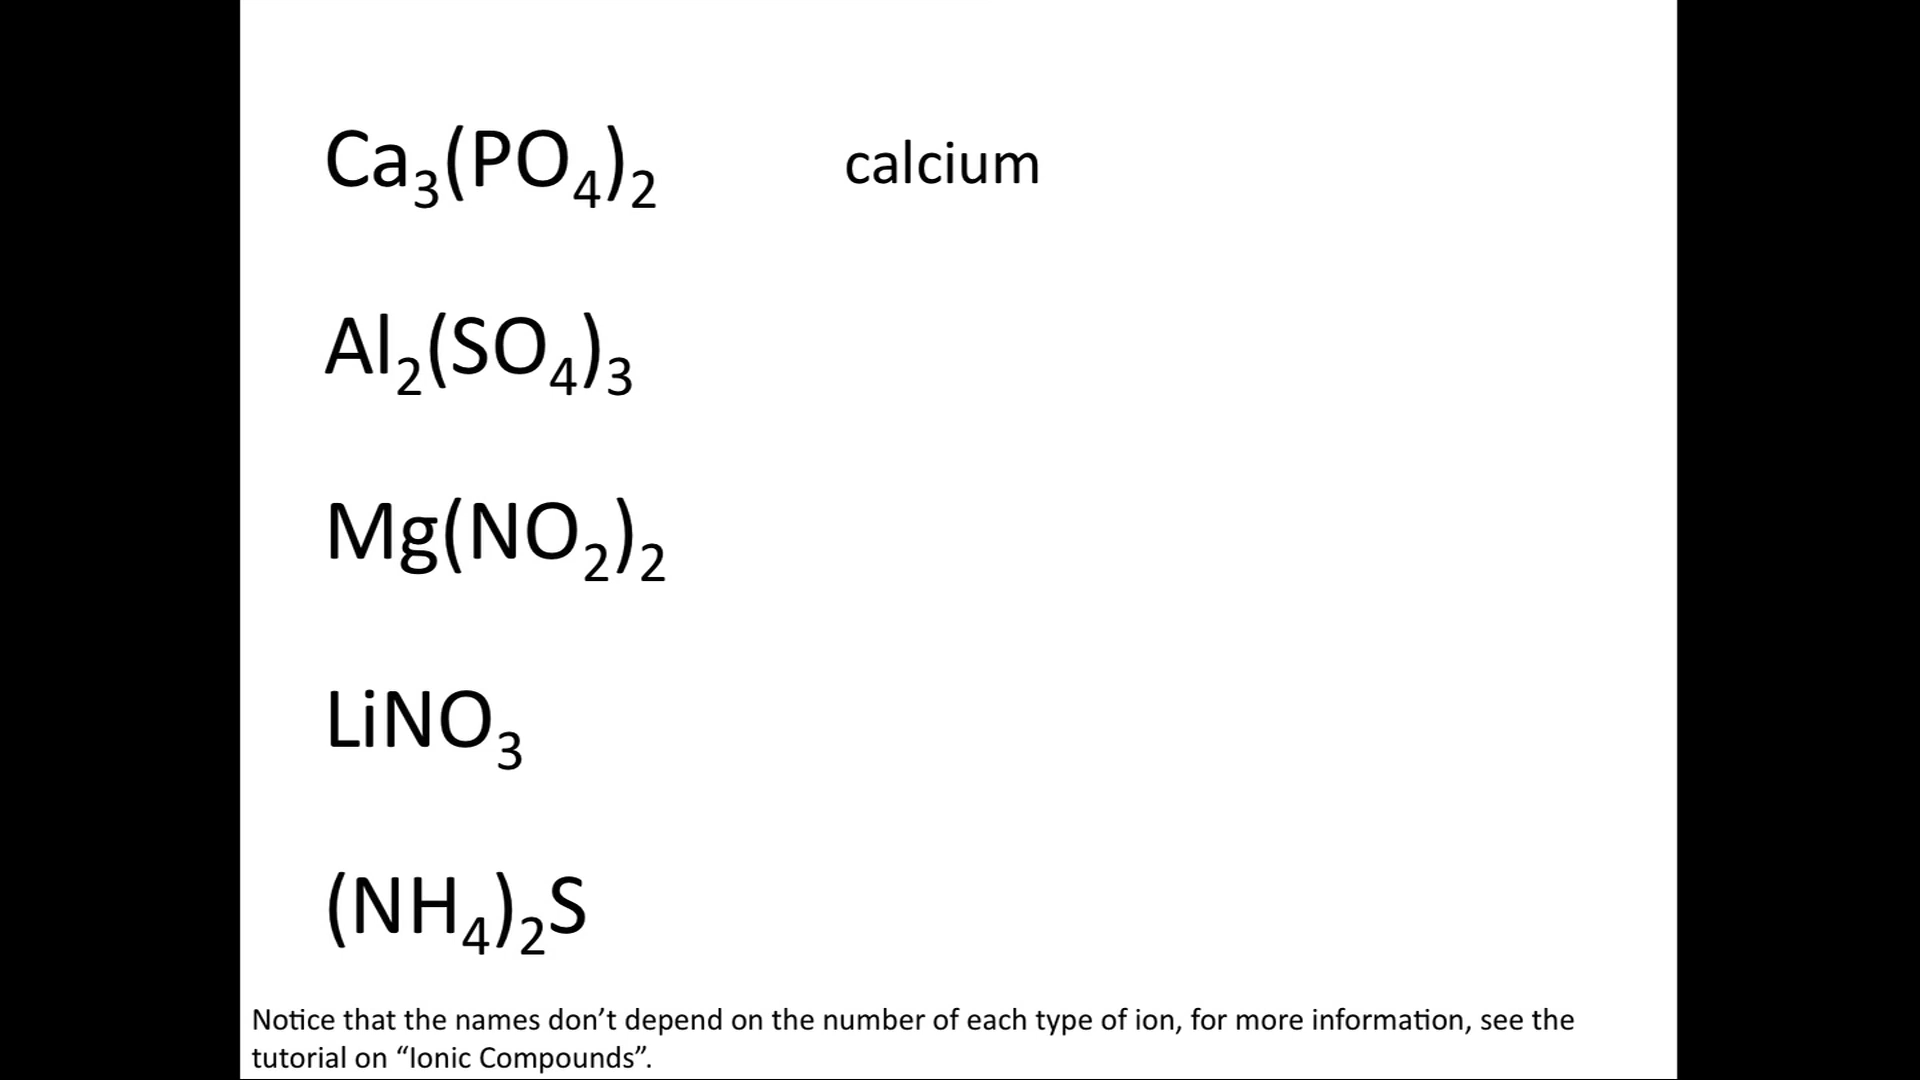 Ca₃(PO₄)₂ calcium
Al₂(SO₄)₃
Mg(NO₂)₂
LiNO₃
(NH₄)₂S
Notice that the names don’t depend on the number of each type of ion, for more information, see the
tutorial on “Ionic Compounds”.